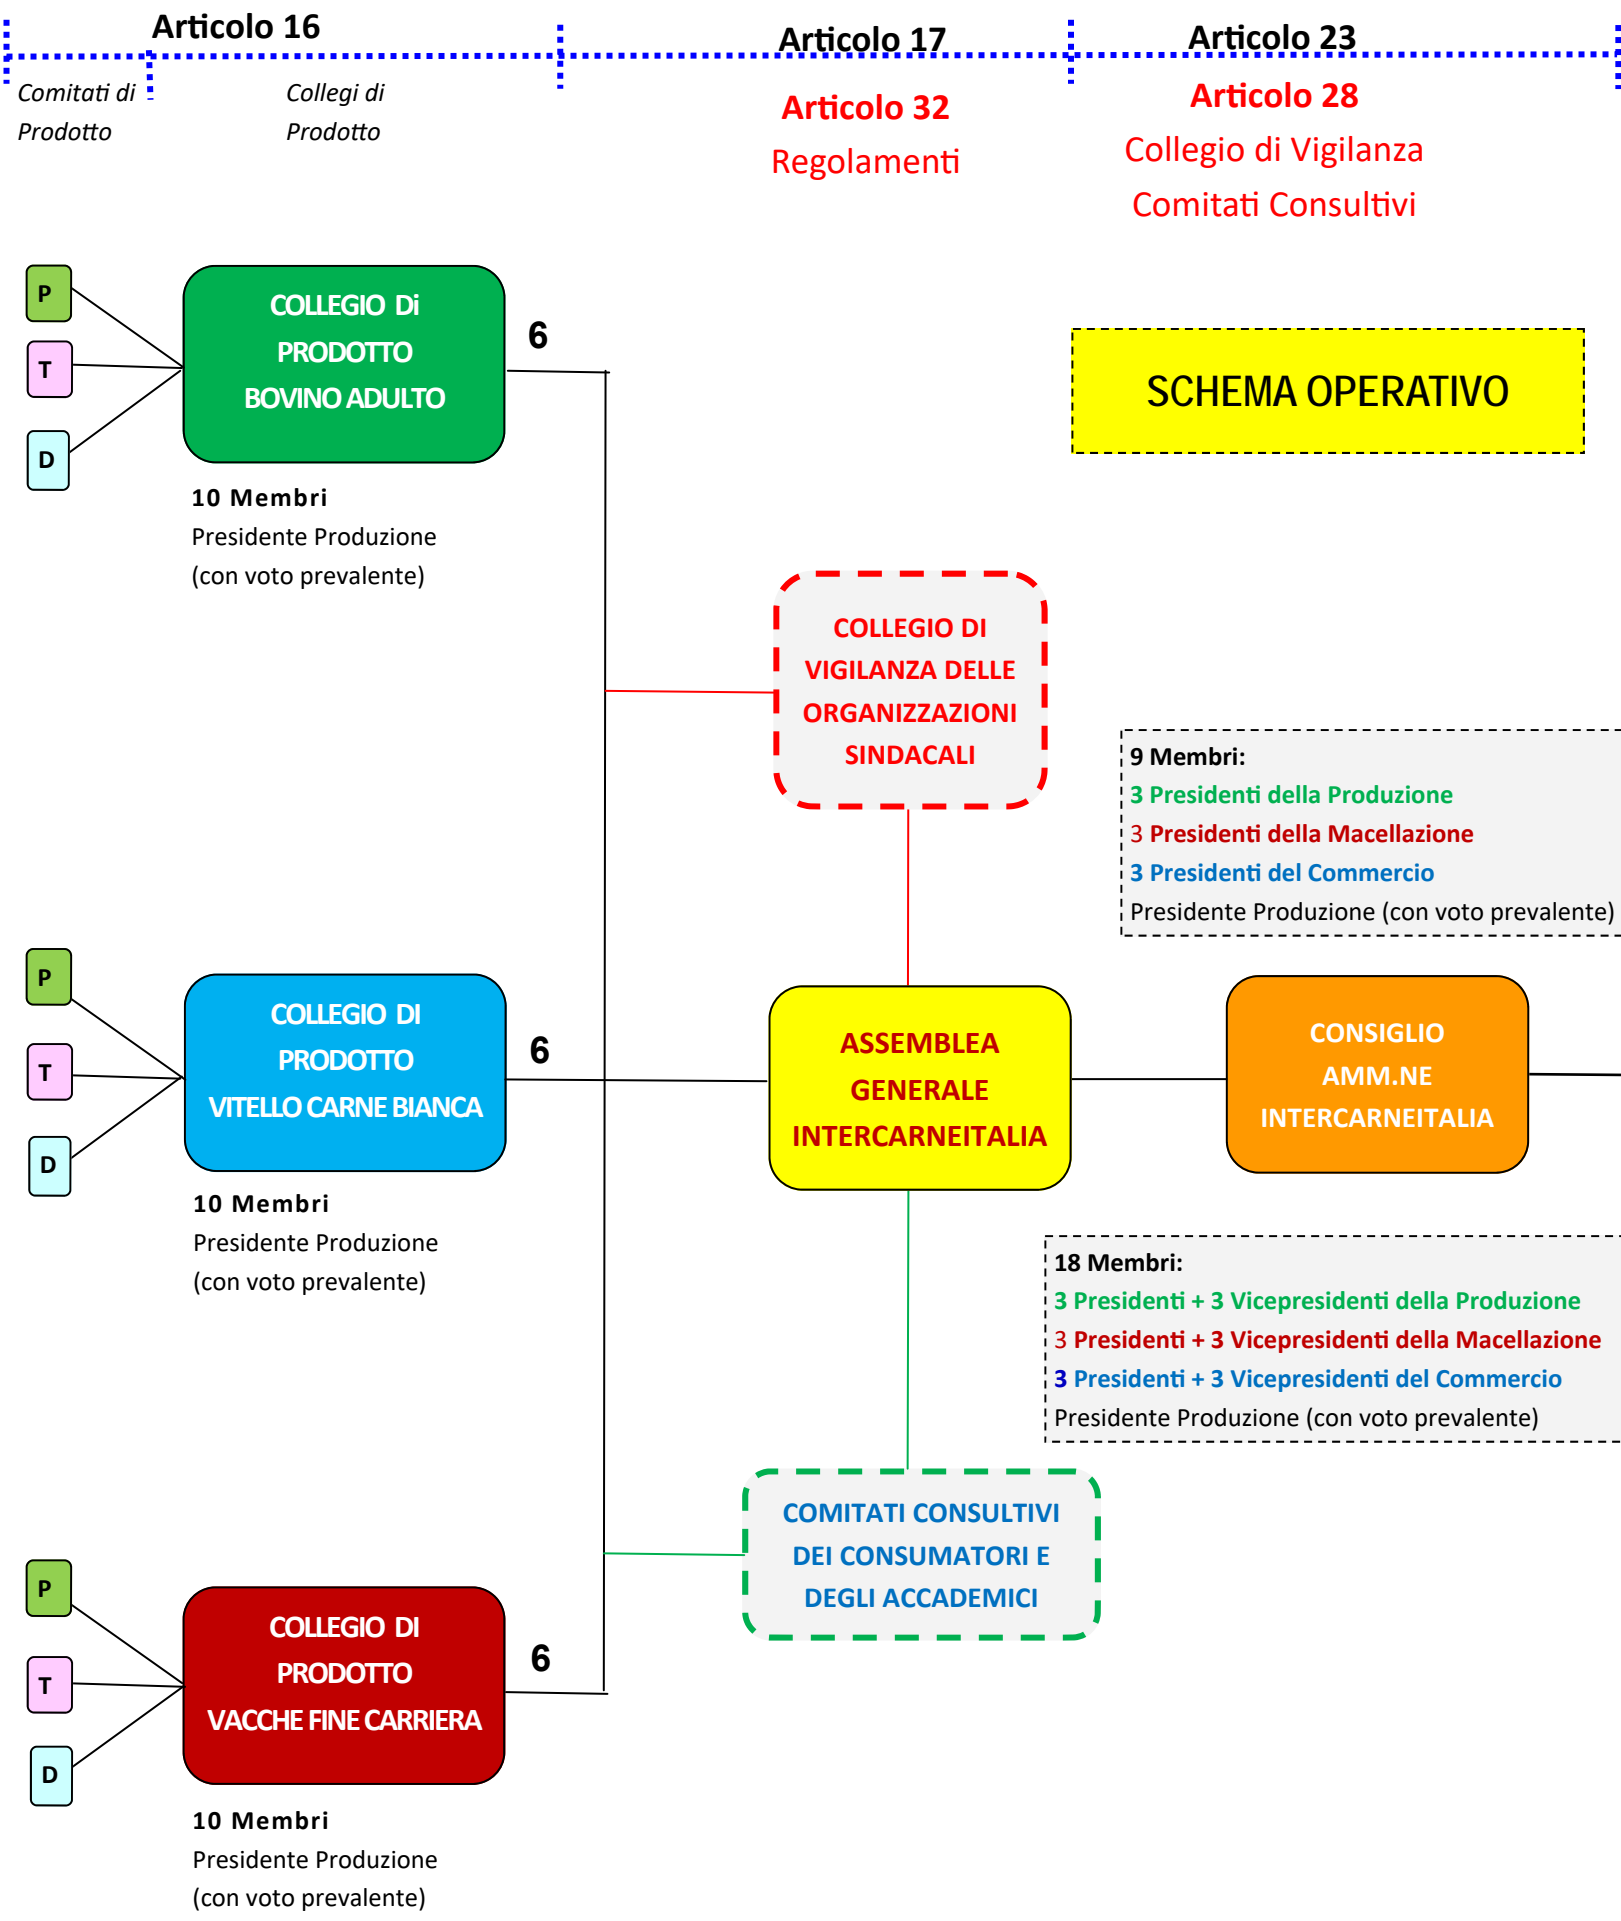 Articolo 16
Articolo 17
Articolo 23
Comitati di
Prodotto
Collegi di
Prodotto
Articolo 32
Regolamenti
Articolo 28
Collegio di Vigilanza
Comitati Consultivi
P
T
D
COLLEGIO Di
PRODOTTO
BOVINO ADULTO
6
10 Membri
Presidente Produzione
(con voto prevalente)
SCHEMA OPERATIVO
COLLEGIO DI
VIGILANZA DELLE
ORGANIZZAZIONI
SINDACALI
9 Membri:
3 Presidenti della Produzione
3 Presidenti della Macellazione
3 Presidenti del Commercio
Presidente Produzione (con voto prevalente)
P
T
D
COLLEGIO DI
PRODOTTO
VITELLO CARNE BIANCA
6
10 Membri
Presidente Produzione
(con voto prevalente)
ASSEMBLEA
GENERALE
INTERCARNEITALIA
CONSIGLIO
AMM.NE
INTERCARNEITALIA
18 Membri:
3 Presidenti + 3 Vicepresidenti della Produzione
3 Presidenti + 3 Vicepresidenti della Macellazione
3 Presidenti + 3 Vicepresidenti del Commercio
Presidente Produzione (con voto prevalente)
COMITATI CONSULTIVI
DEI CONSUMATORI E
DEGLI ACCADEMICI
P
T
D
COLLEGIO DI
PRODOTTO
VACCHE FINE CARRIERA
6
10 Membri
Presidente Produzione
(con voto prevalente)